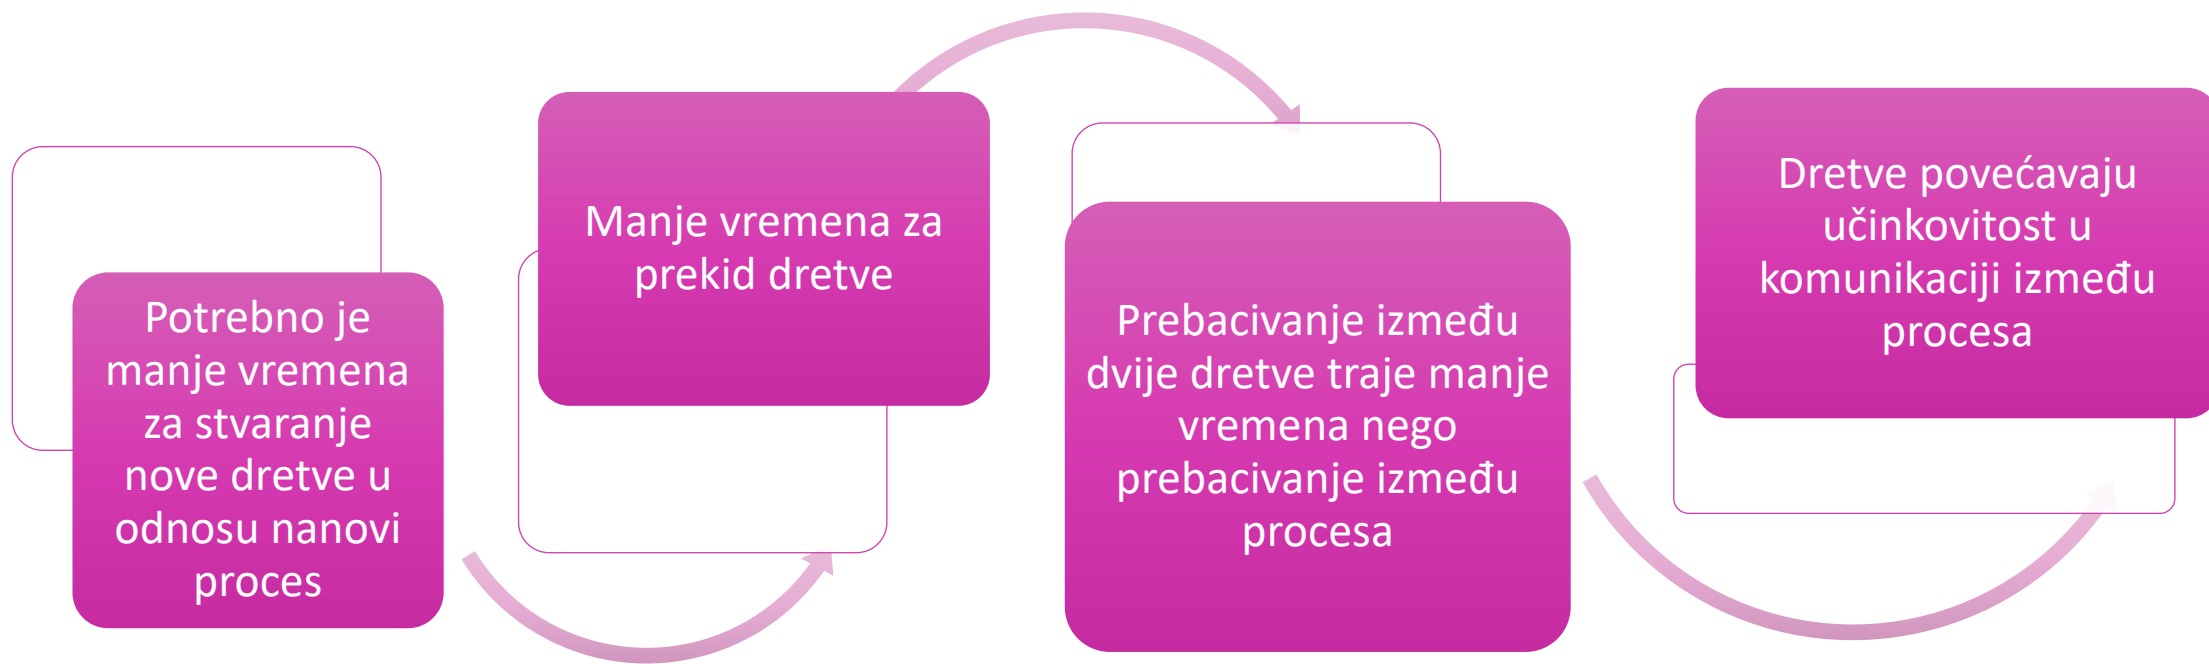 Potrebno je
manje vremena
za stvaranje
nove dretve u
odnosu nanovi
proces
Manje vremena za
prekid dretve
Prebacivanje između
dvije dretve traje manje
vremena nego
prebacivanje između
procesa
Dretve povećavaju
učinkovitost u
komunikaciji između
procesa